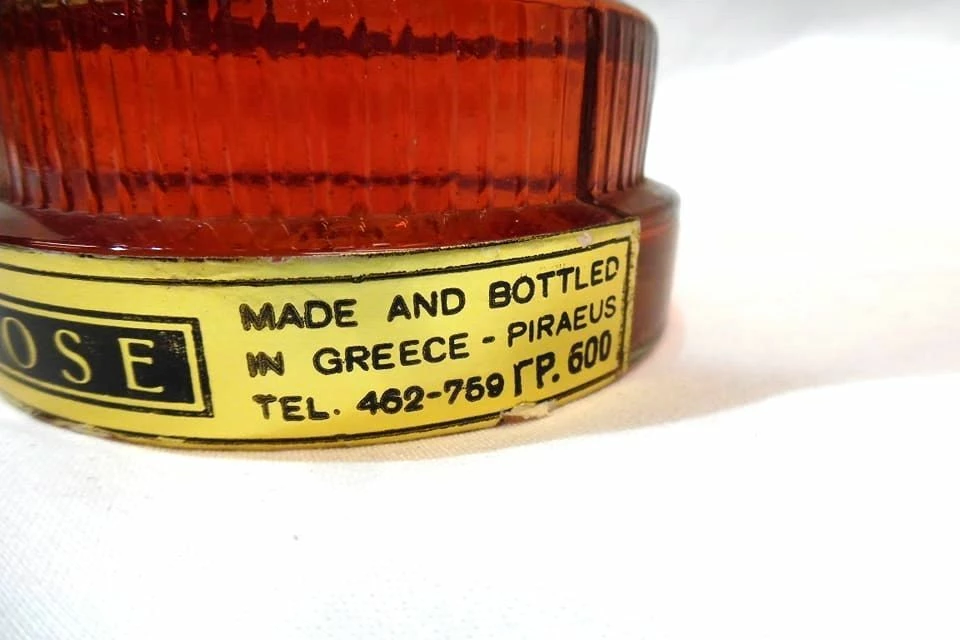 OSE
MADE AND BOTTLED
IN GREECE - PIRAEUS
TEL. 462-759 ΓΡ. 600